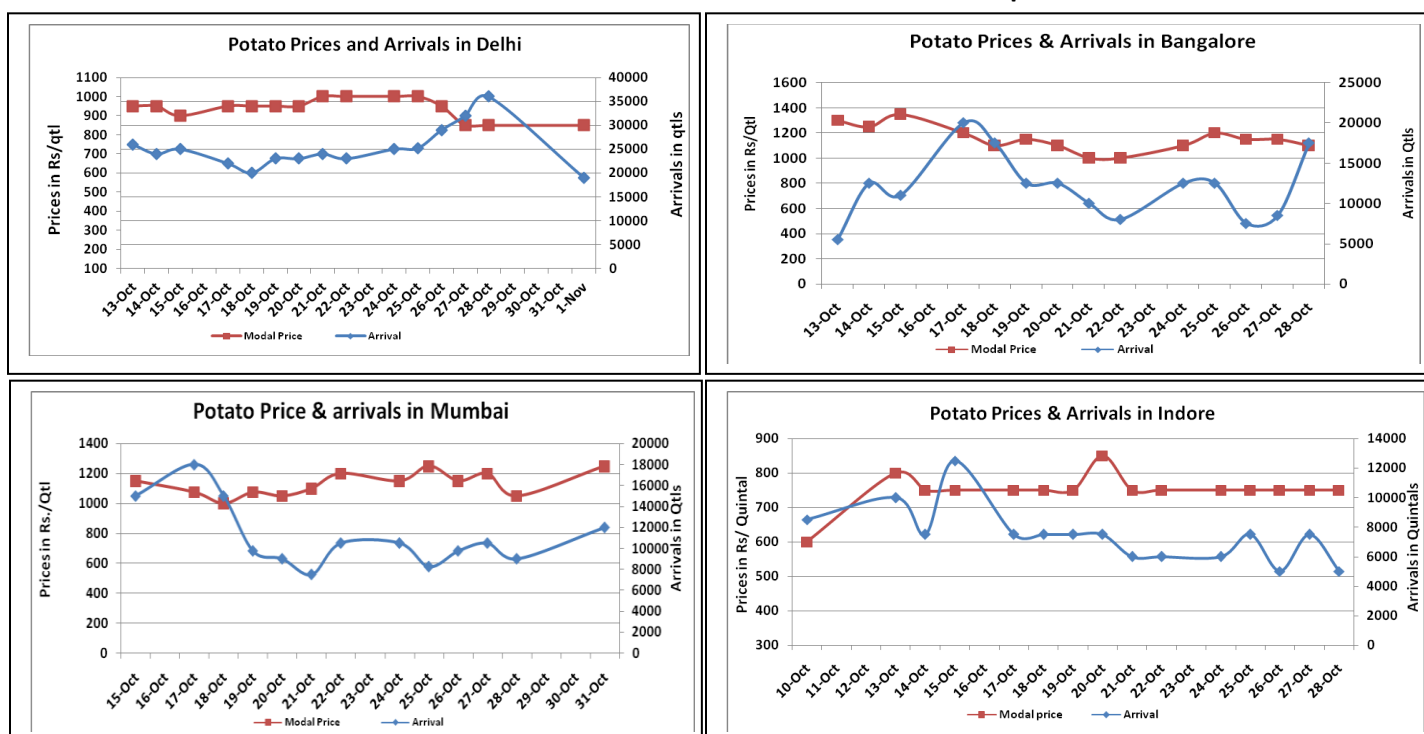 Potato Prices and Arrivals in Delhi
Prices in Rs/qtl
1100
1000
900
800
700
600
500
400
300
200
100
40000
35000
30000
25000
20000
15000
10000
5000
0
Arrivals in qtls
13-Oct
14-Oct
15-Oct
16-Oct
17-Oct
18-Oct
19-Oct
20-Oct
21-Oct
22-Oct
23-Oct
24-Oct
25-Oct
26-Oct
27-Oct
28-Oct
29-Oct
30-Oct
31-Oct
1-Nov
Modal Price Arrival
Potato Prices & Arrivals in Bangalore
Prices in Rs/Qtl
1600
1400
1200
1000
800
600
400
200
0
25000
20000
15000
10000
5000
0
Arrivals in Qtls
13-Oct
14-Oct
15-Oct
16-Oct
17-Oct
18-Oct
19-Oct
20-Oct
21-Oct
22-Oct
23-Oct
24-Oct
25-Oct
26-Oct
27-Oct
28-Oct
Modal Price Arrival
Potato Price & arrivals in Mumbai
Prices in Rs./Qtl
1400
1200
1000
800
600
400
200
0
20000
18000
16000
14000
12000
10000
8000
6000
4000
2000
0
Arrivals in Qtls
15-Oct
16-Oct
17-Oct
18-Oct
19-Oct
20-Oct
21-Oct
22-Oct
23-Oct
24-Oct
25-Oct
26-Oct
27-Oct
28-Oct
29-Oct
30-Oct
31-Oct
Modal Price Arrival
Potato Prices & Arrivals in Indore
Prices in Rs/ Quintal
900
800
700
600
500
400
300
14000
12000
10000
8000
6000
4000
2000
0
Arrivals in Quintals
10-Oct
11-Oct
12-Oct
13-Oct
14-Oct
15-Oct
16-Oct
17-Oct
18-Oct
19-Oct
20-Oct
21-Oct
22-Oct
23-Oct
24-Oct
25-Oct
26-Oct
27-Oct
28-Oct
Modal price Arrival